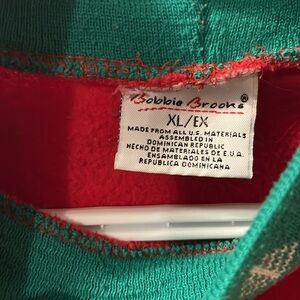 Bobbie Brooks®
XL/EX
MADE FROM ALL U.S. MATERIALS
ASSEMBLED IN
DOMINICAN REPUBLIC
HECHO DE MATERIALES DE E.U.A.
ENSAMBLADO EN LA
REPUBLICA DOMINICANA